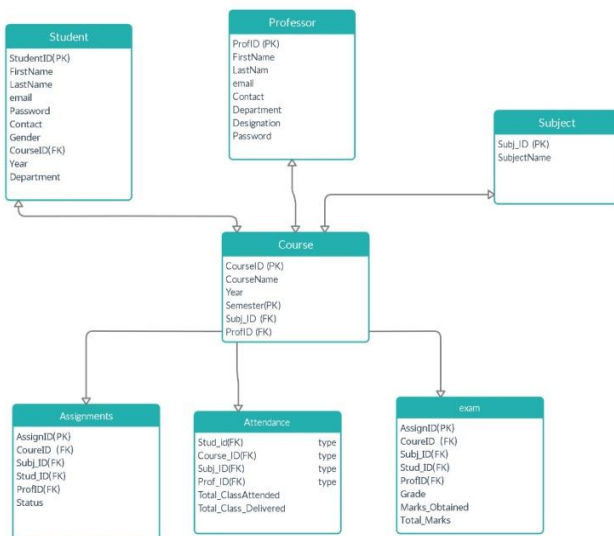 Student
StudentID(PK)
FirstName
LastName
email
Password
Contact
Gender
CourseID(FK)
Year
Department
Professor
ProfID (PK)
FirstName
LastNam
email
Contact
Department
Designation
Password
Subject
Subj_ID (PK)
SubjectName
Course
CourseID (PK)
CourseName
Year
Semester(PK)
Subj_ID (FK)
ProfID (FK)
Assignments
AssignID(PK)
CoureID (FK)
Subj_ID(FK)
Stud_ID(FK)
ProfID(FK)
Status
Attendance
Stud_id(FK) type
Course_ID(FK) type
Subj_ID(FK) type
Prof_ID(FK) type
Total_ClassAttended
Total_Class_Delivered
exam
AssignID(PK)
CoureID (FK)
Subj_ID(FK)
Stud_ID(FK)
ProfID(FK)
Grade
Marks_Obtained
Total_Marks